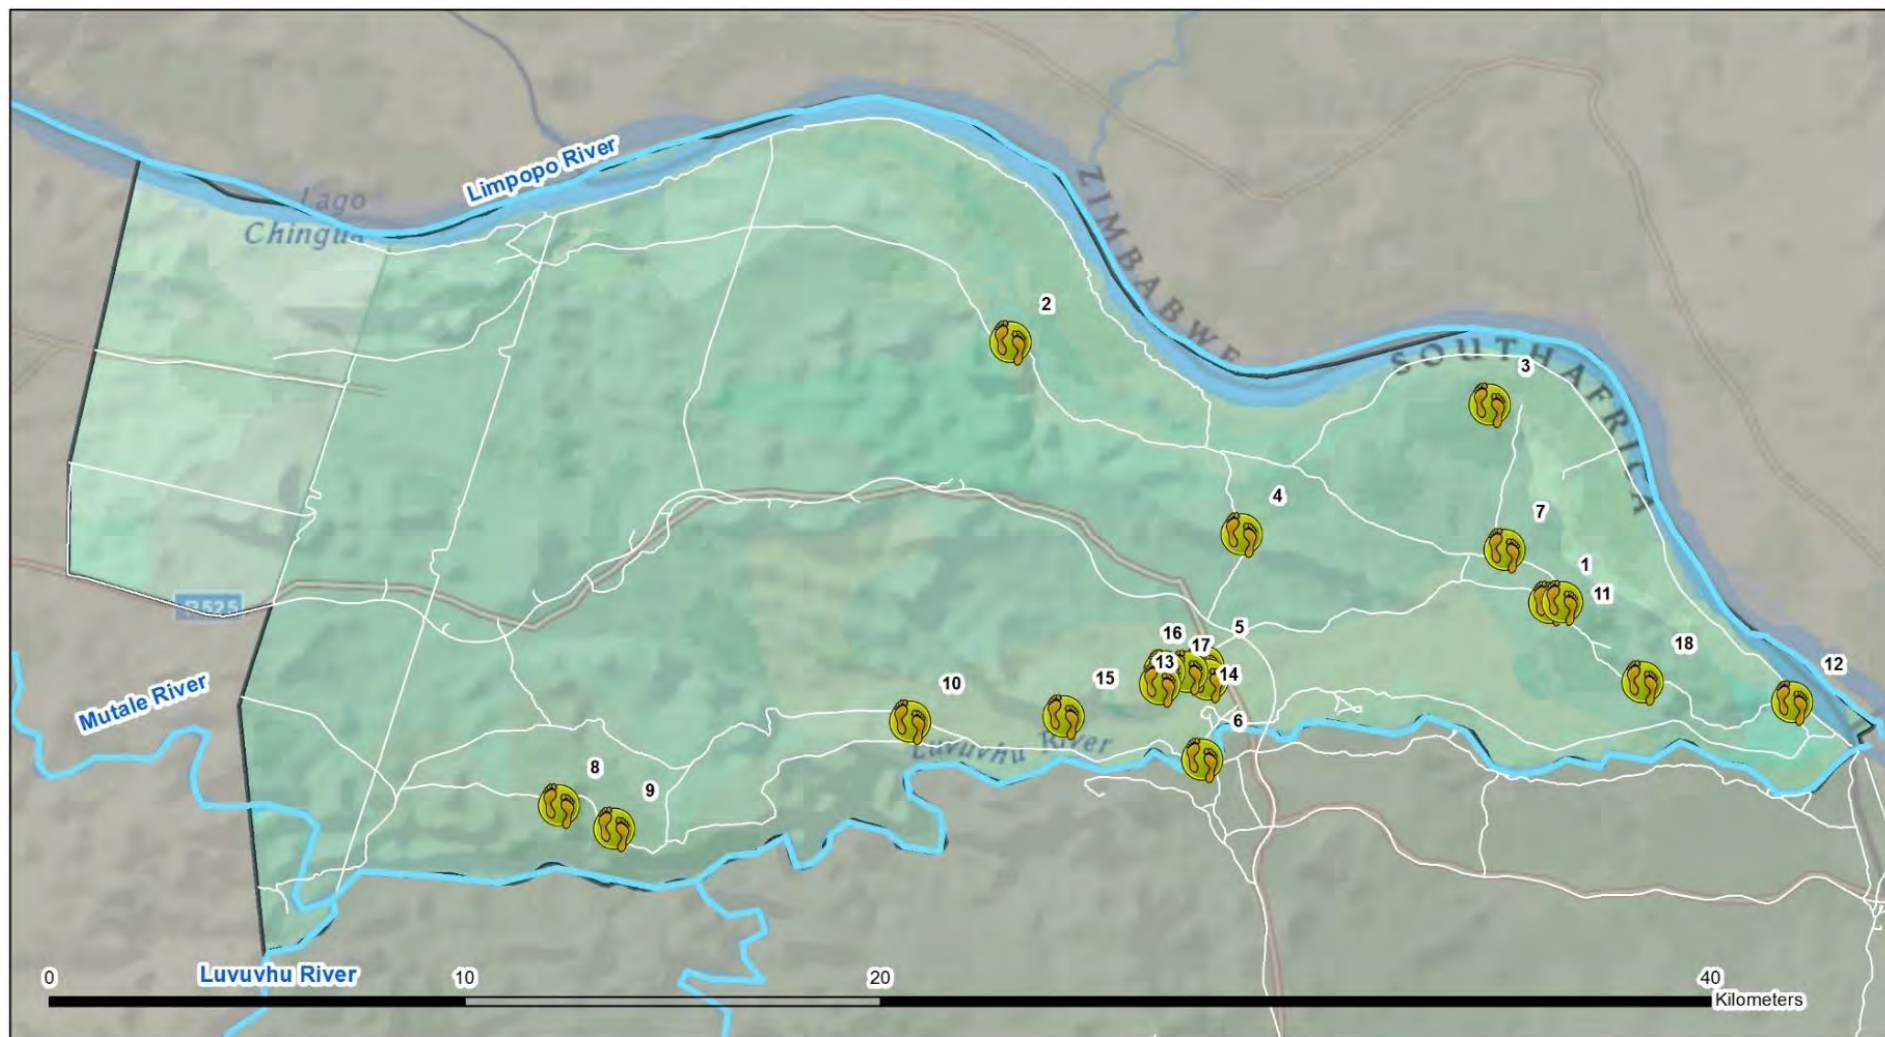 Limpopo River
Lago
Chingua
ZIMBABWE
SOUTH AFRICA
2
3
4
7
1
11
5
16
17
13
14
18
12
15
10
6
R525
Mutale River
Luvuvhu River
8
9
Luvuvhu River
0
10
20
40
Kilometers